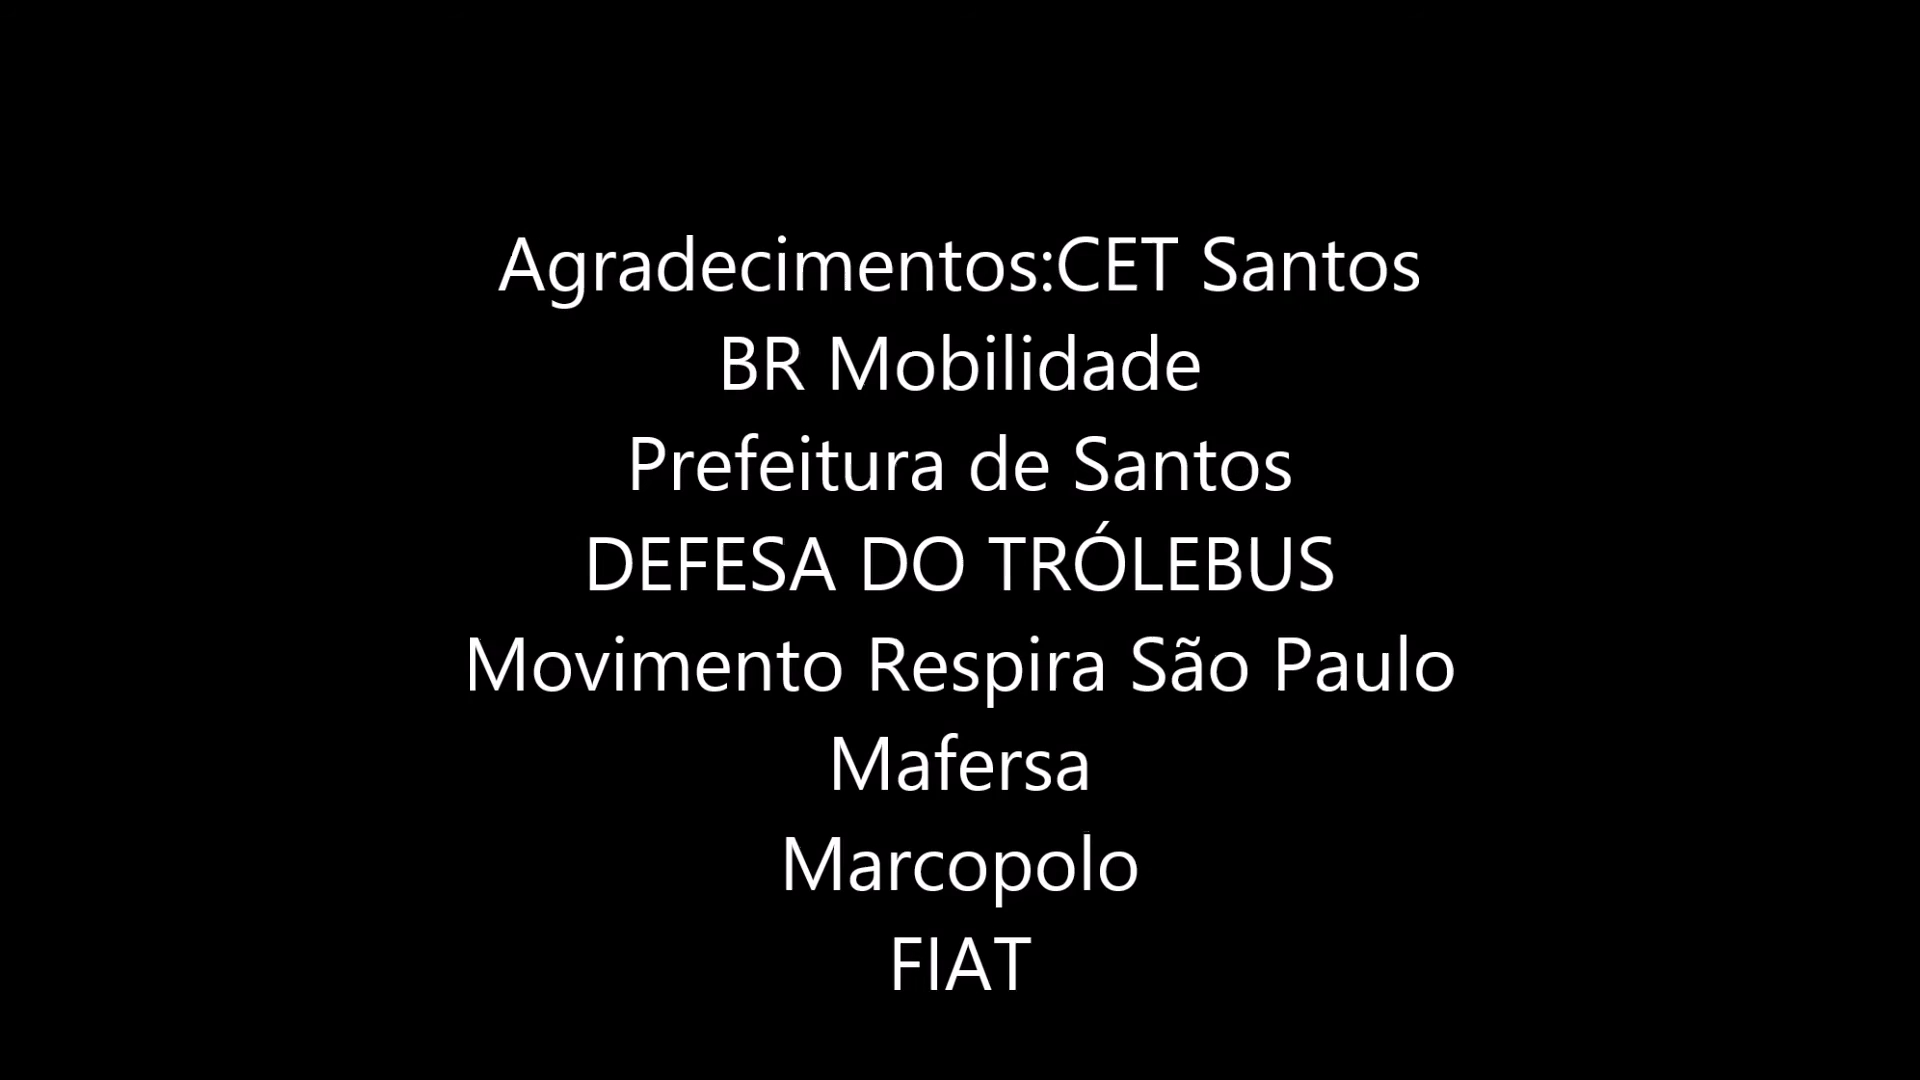 Agradecimentos:CET Santos
BR Mobilidade
Prefeitura de Santos
DEFESA DO TRÓLEBUS
Movimento Respira São Paulo
Mafersa
Marcopolo
FIAT